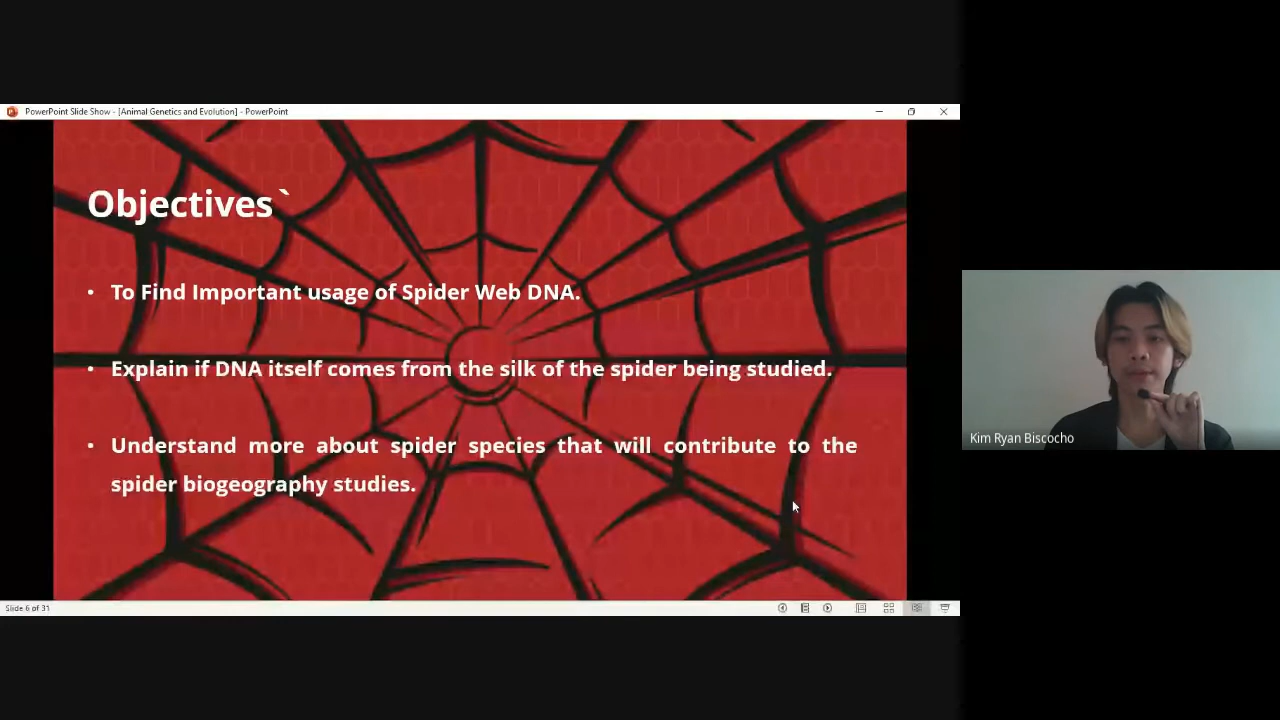 PowerPoint Slide Show - [Animal Genetics and Evolution] - PowerPoint
Objectives`
• To Find Important usage of Spider Web DNA.
• Explain if DNA itself comes from the silk of the spider being studied.
• Understand more about spider species that will contribute to the
spider biogeography studies.
Kim Ryan Biscocho
Slide 6 of 31